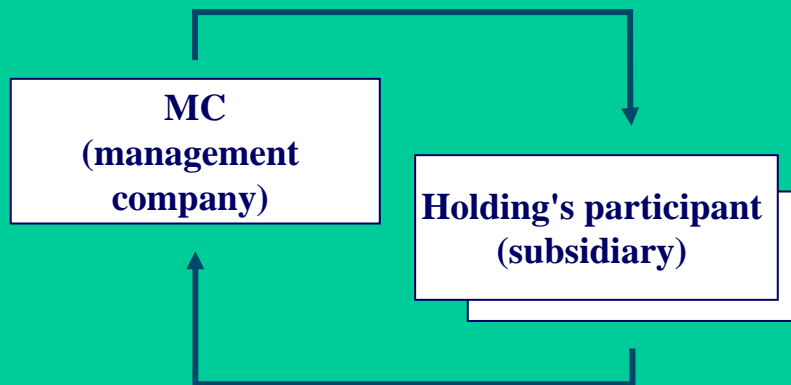 MC
(management
company)
Holding's participant
(subsidiary)